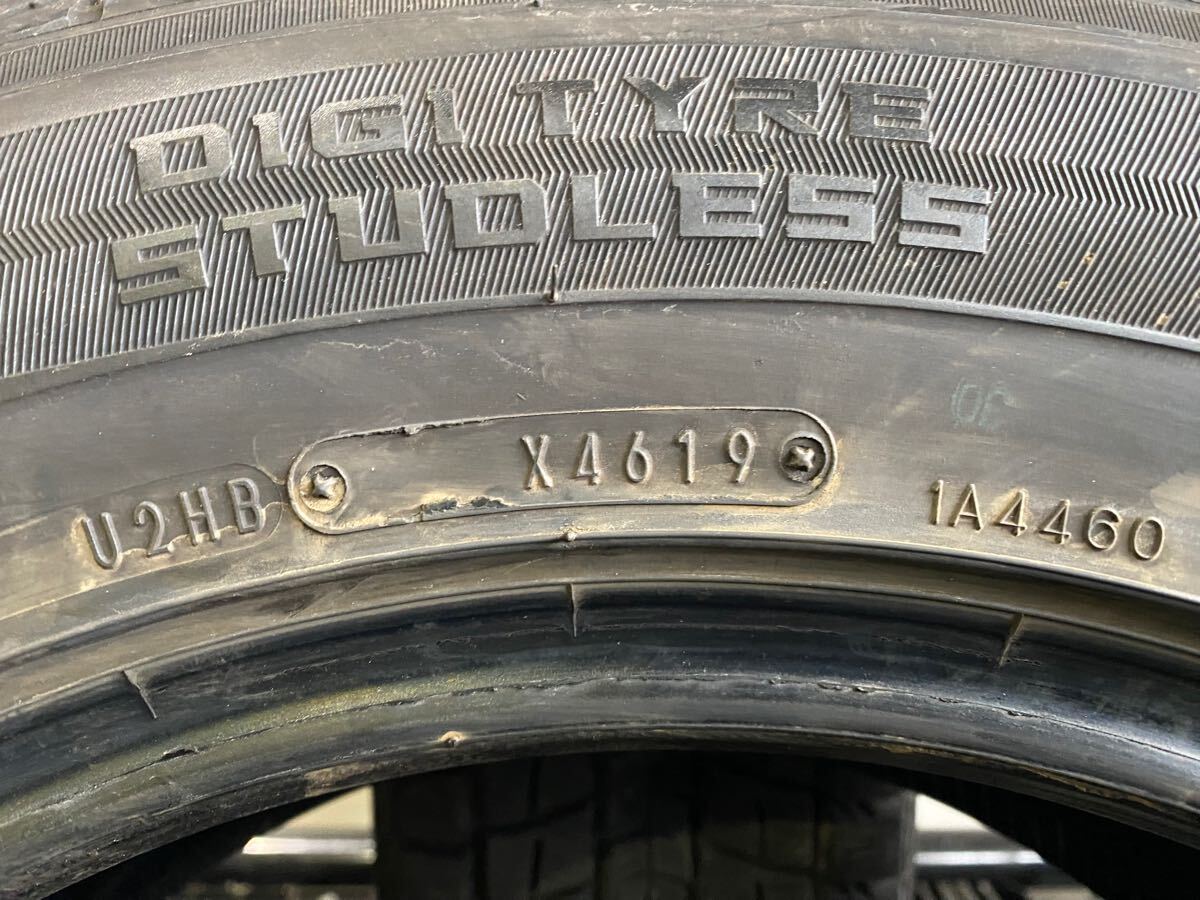 DIGI TYRE
STUDLESS
U2HB X4619 1A4460